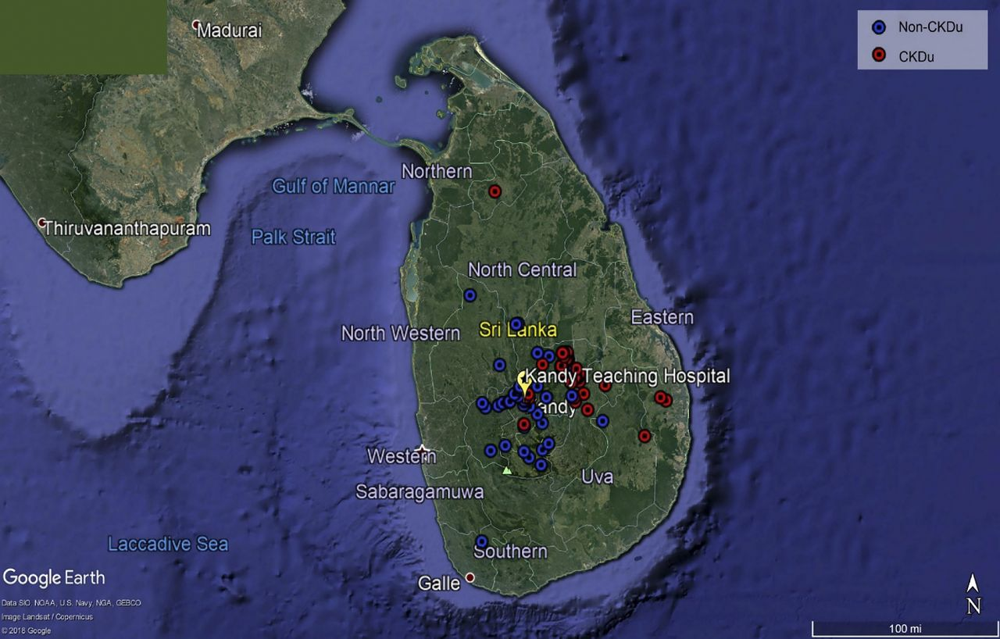 Madurai
Non-CKDu
CKDu
Northern
Gulf of Mannar
Thiruvananthapuram
Palk Strait
North Central
Eastern
North Western
Sri Lanka
Kandy Teaching Hospital
andy
Western
Uva
Sabaragamuwa
Laccadive Sea
Southern
Google Earth
Galle
Data SIO, NOAA, U.S. Navy, NGA, GEBCO
Image Landsat / Copernicus
© 2018 Google
N
100 mi